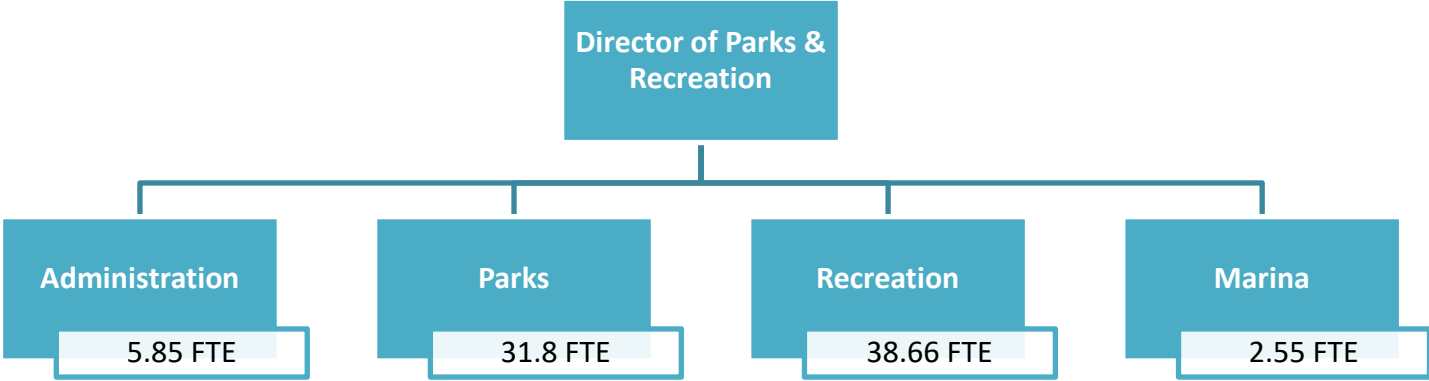 Director of Parks &
Recreation
Administration
5.85 FTE
Parks
31.8 FTE
Recreation
38.66 FTE
Marina
2.55 FTE